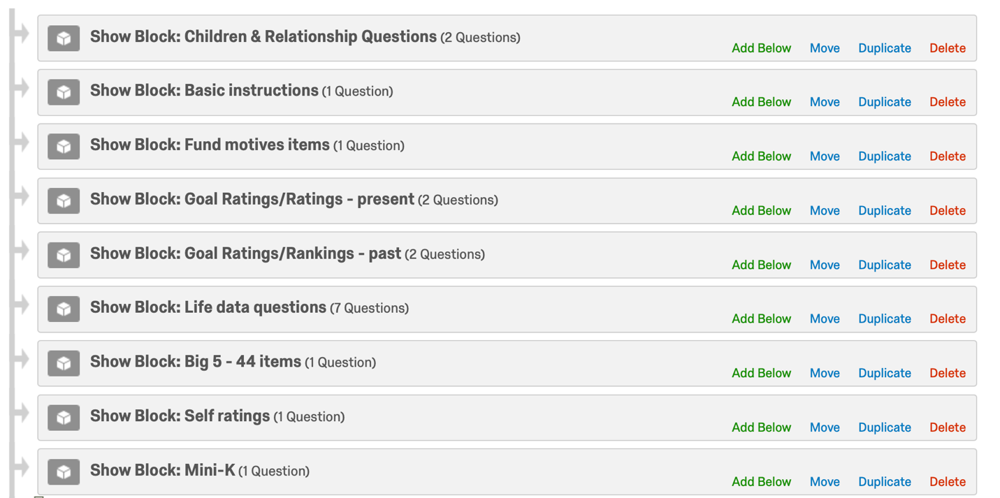 Show Block: Children & Relationship Questions (2 Questions)
Add Below Move Duplicate Delete
Show Block: Basic instructions (1 Question)
Add Below Move Duplicate Delete
Show Block: Fund motives items (1 Question)
Add Below Move Duplicate Delete
Show Block: Goal Ratings/Ratings - present (2 Questions)
Add Below Move Duplicate Delete
Show Block: Goal Ratings/Rankings - past (2 Questions)
Add Below Move Duplicate Delete
Show Block: Life data questions (7 Questions)
Add Below Move Duplicate Delete
Show Block: Big 5 - 44 items (1 Question)
Add Below Move Duplicate Delete
Show Block: Self ratings (1 Question)
Add Below Move Duplicate Delete
Show Block: Mini-K (1 Question)
Add Below Move Duplicate Delete